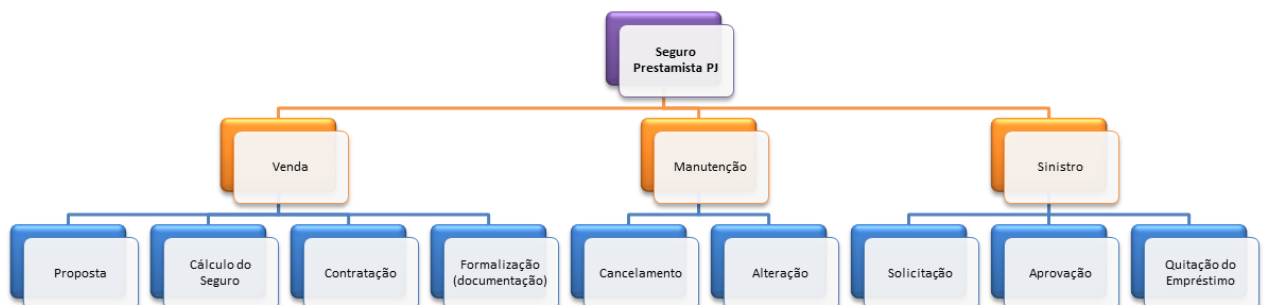 Seguro
Prestamista PJ
Venda
Manutenção
Sinistro
Proposta
Cálculo do
Seguro
Contratação
Formalização
(documentação)
Cancelamento
Alteração
Solicitação
Aprovação
Quitação do
Empréstimo